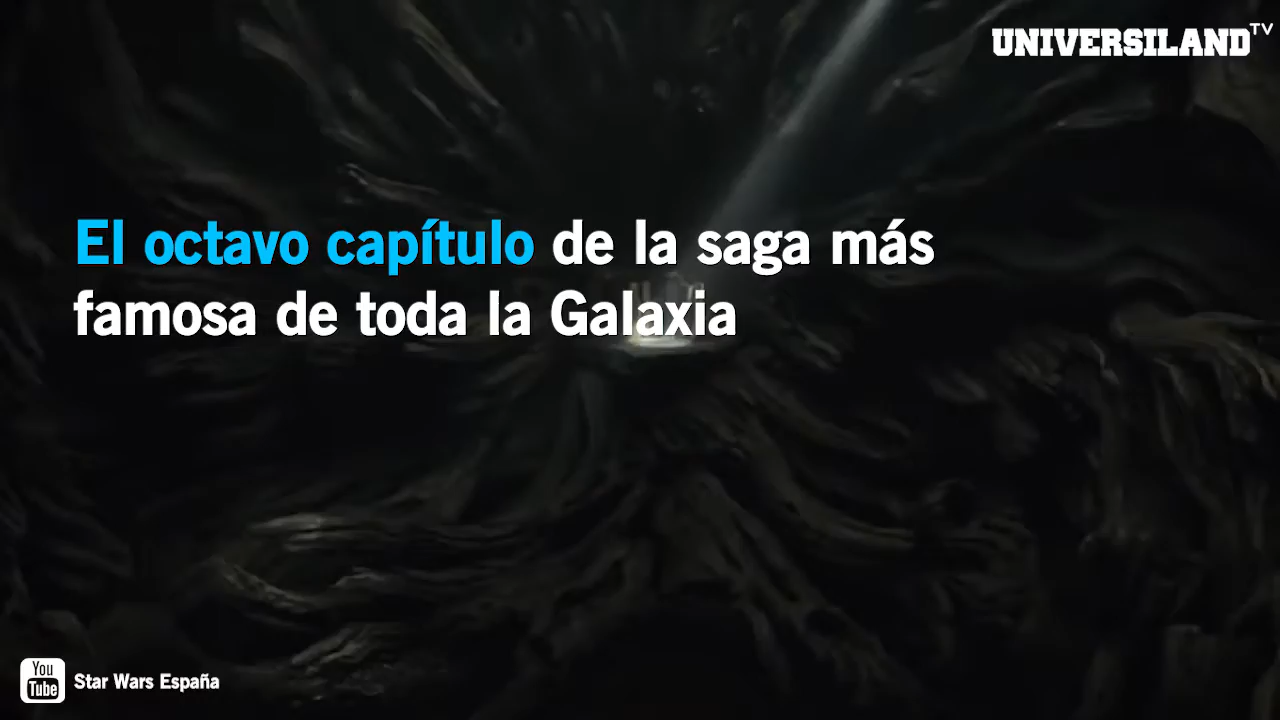 UNIVERSILAND TV
El octavo capítulo de la saga más
famosa de toda la Galaxia
You
Tube
Star Wars España